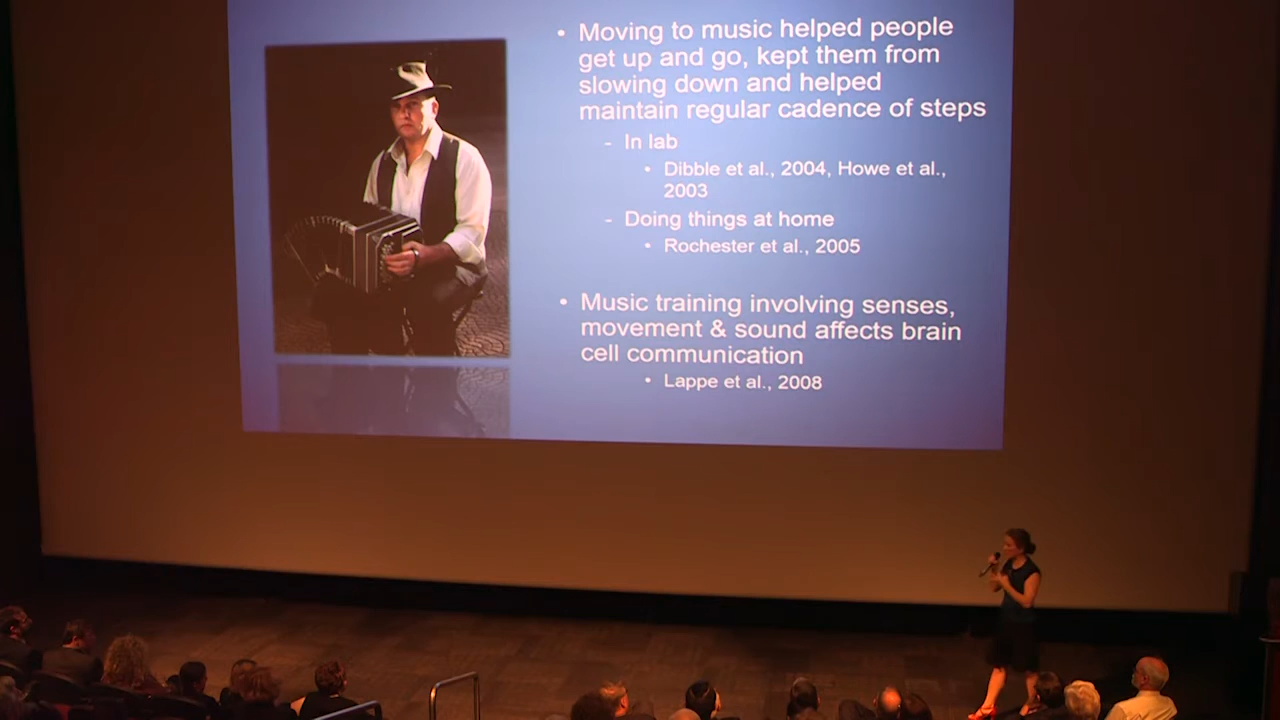 • Moving to music helped people
get up and go, kept them from
slowing down and helped
maintain regular cadence of steps
- In lab
• Dibble et al., 2004, Howe et al.,
2003
- Doing things at home
• Rochester et al., 2005
• Music training involving senses,
movement & sound affects brain
cell communication
• Lappe et al., 2008